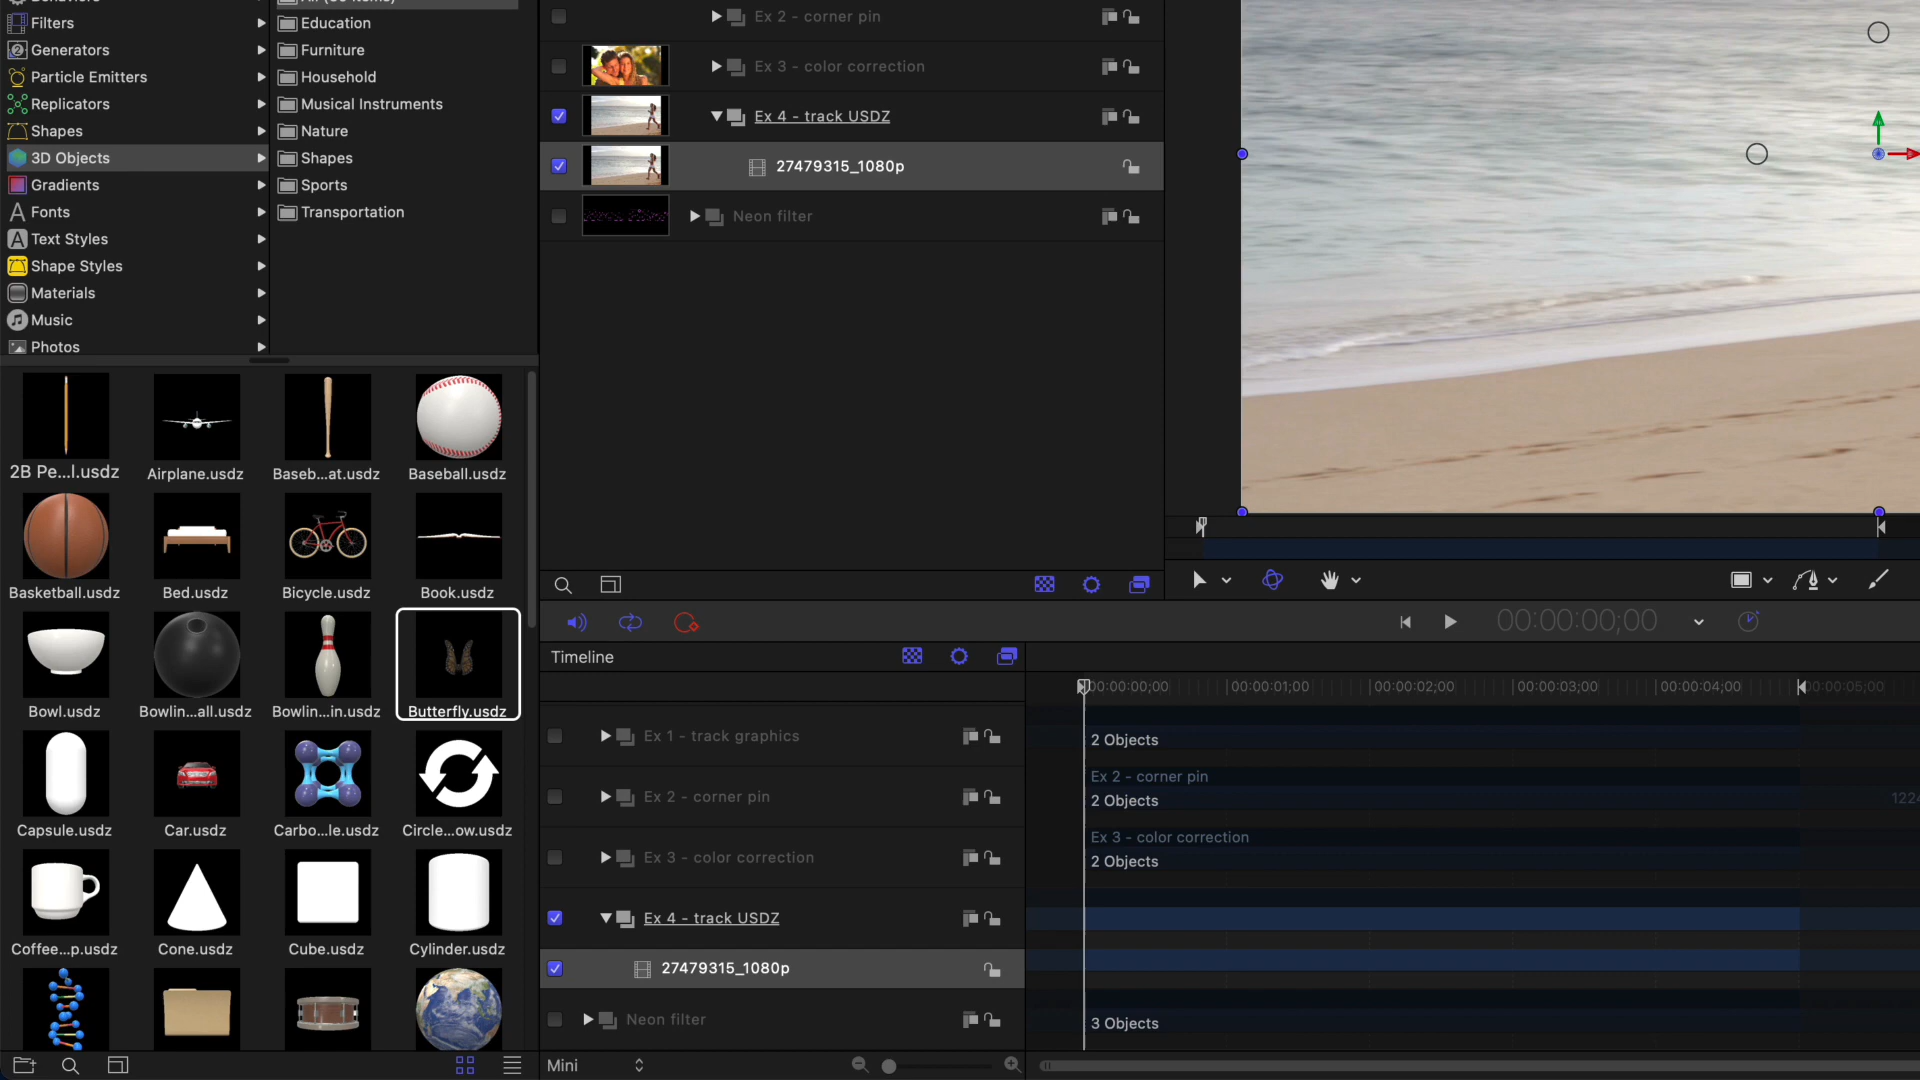 Filters
Generators
Particle Emitters
Replicators
Shapes
3D Objects
Gradients
Fonts
Text Styles
Shape Styles
Materials
Music
Photos
Education
Furniture
Household
Musical Instruments
Nature
Shapes
Sports
Transportation
2B Pe...l.usdz
Airplane.usdz
Baseb...at.usdz
Baseball.usdz
Basketball.usdz
Bed.usdz
Bicycle.usdz
Book.usdz
Bowl.usdz
Bowlin...all.usdz
Bowlin...in.usdz
Butterfly.usdz
Capsule.usdz
Car.usdz
Carbo...le.usdz
Circle...ow.usdz
Coffee...p.usdz
Cone.usdz
Cube.usdz
Cylinder.usdz
Ex 2 - corner pin
Ex 3 - color correction
Ex 4 - track USDZ
27479315_1080p
Neon filter
00:00:00;00
Timeline
00:00:00;00
00:00:01;00
00:00:02;00
00:00:03;00
00:00:04;00
00:00:05;00
Ex 1 - track graphics
2 Objects
Ex 2 - corner pin
Ex 2 - corner pin
2 Objects
Ex 3 - color correction
Ex 3 - color correction
2 Objects
Ex 4 - track USDZ
27479315_1080p
Neon filter
3 Objects
Mini